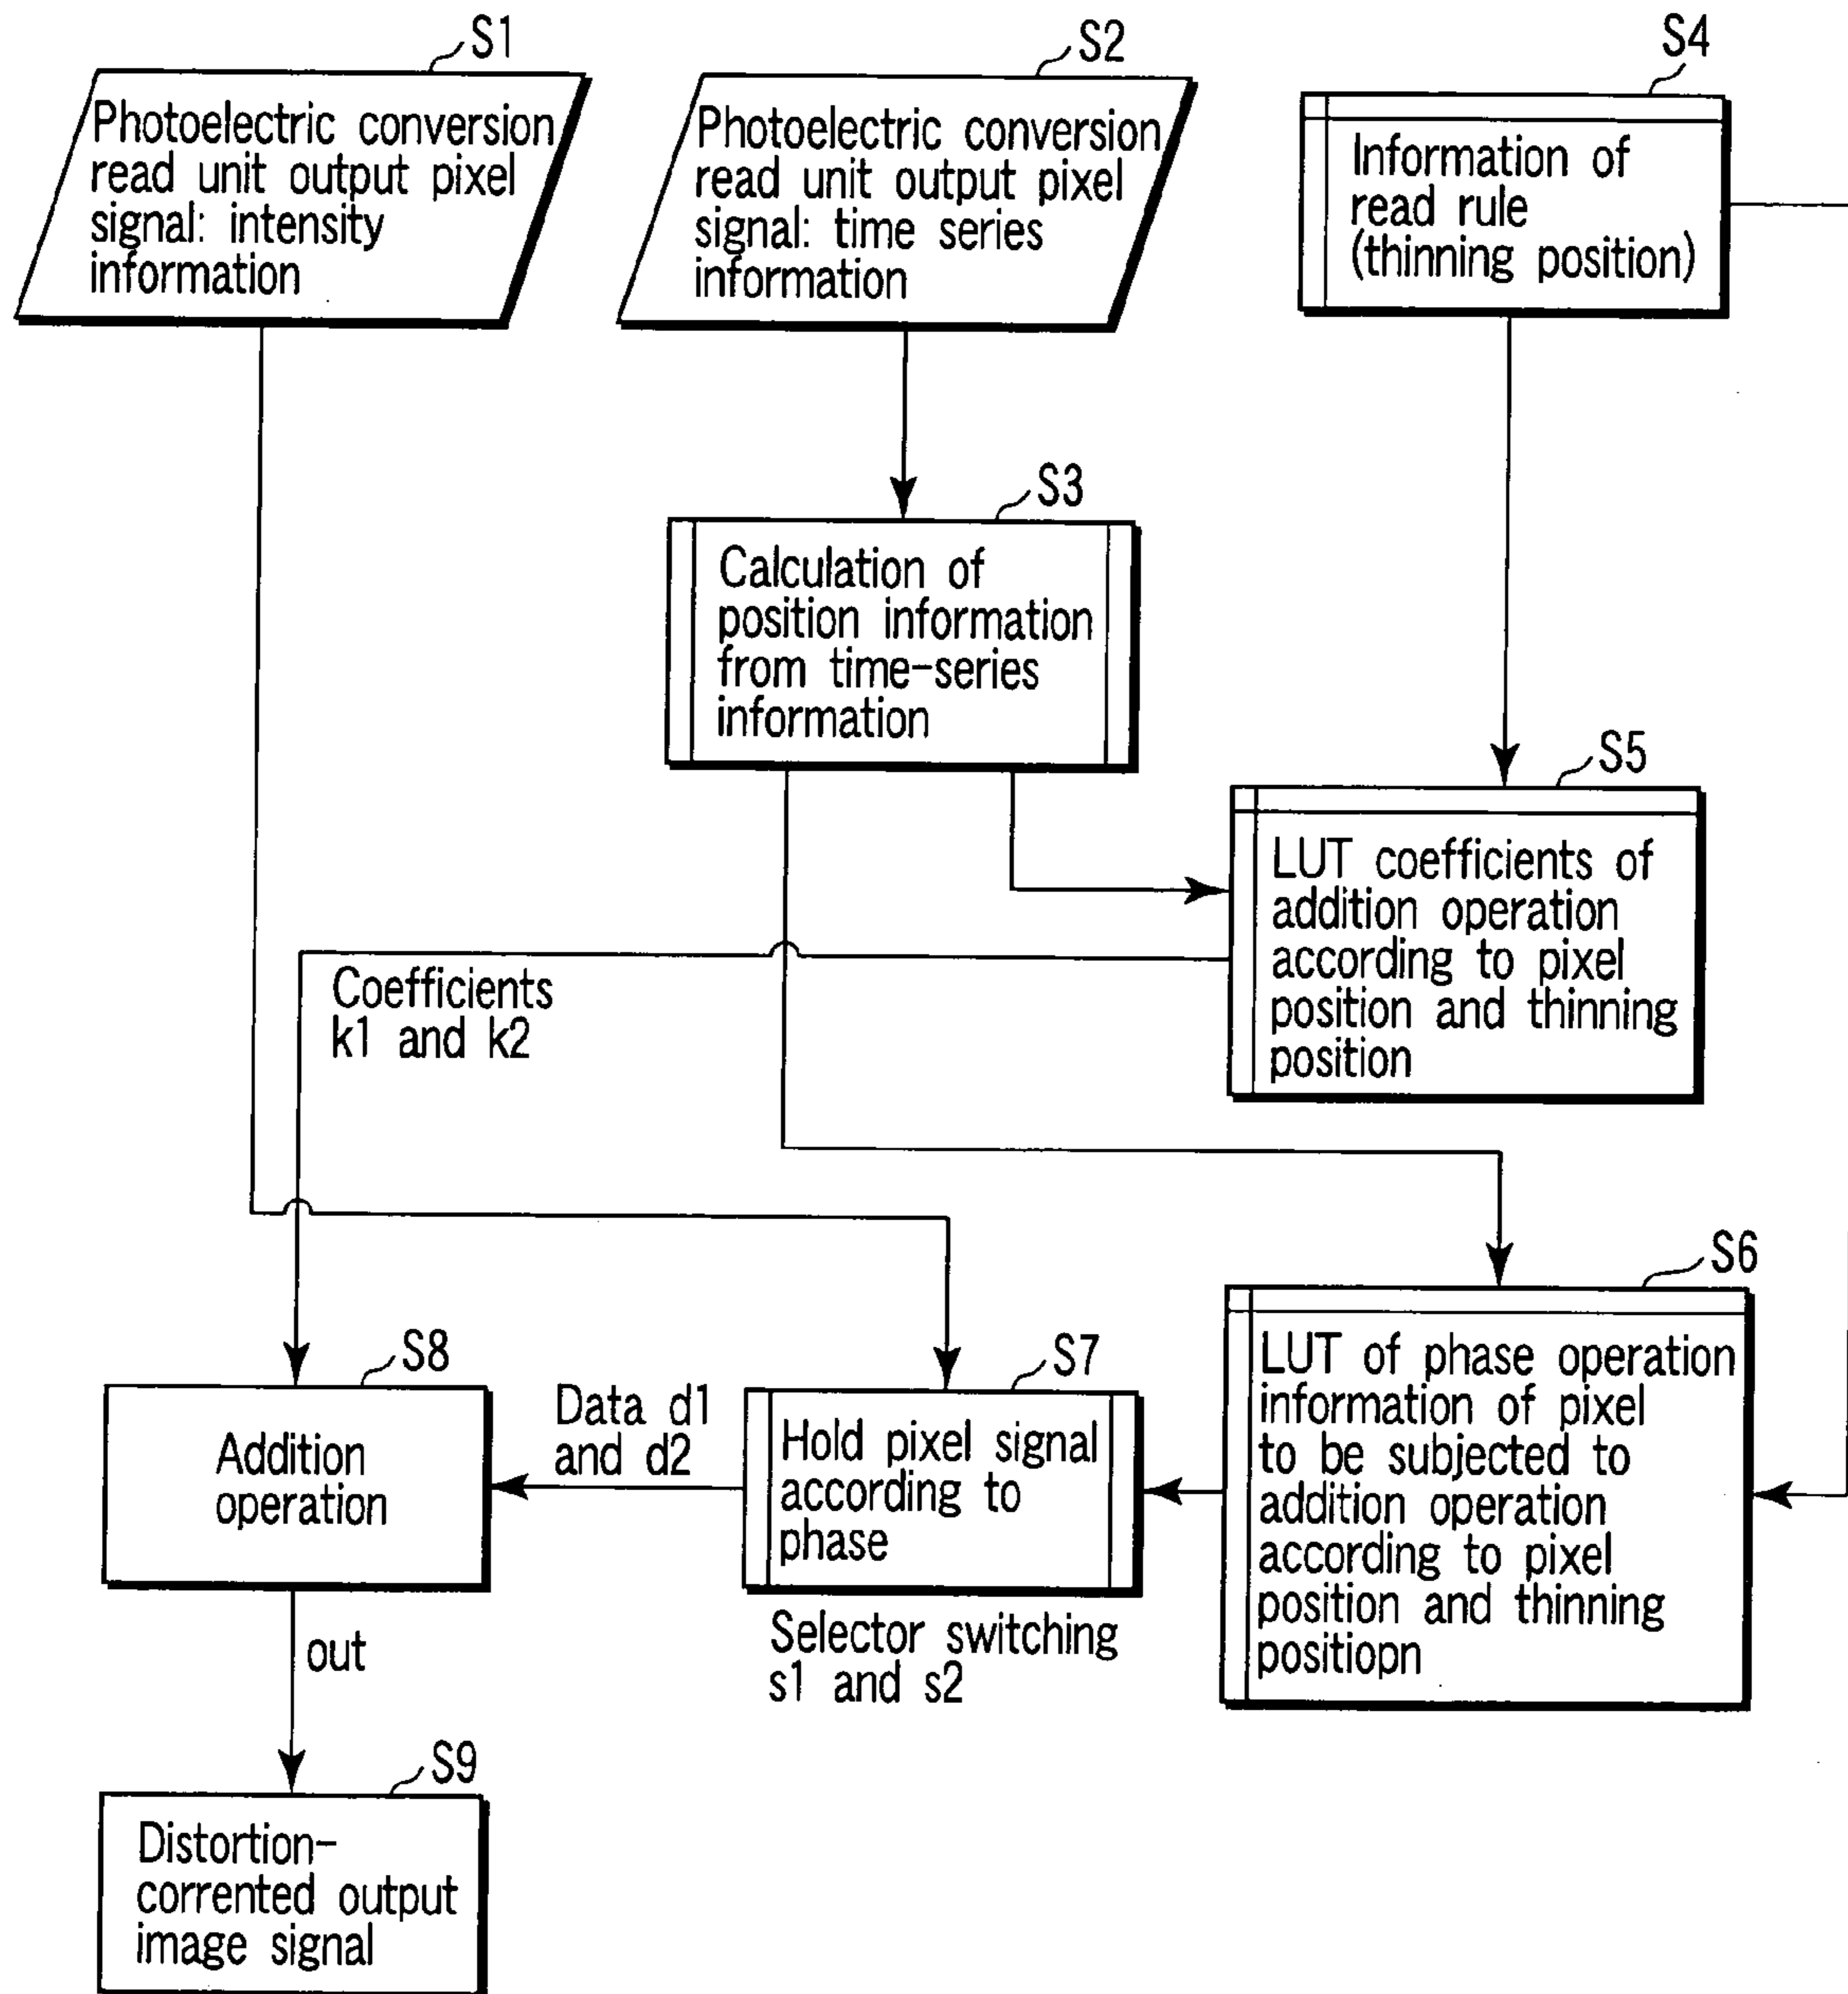 S1
Photoelectric conversion
read unit output pixel
signal: intensity
information
S2
Photoelectric conversion
read unit output pixel
signal: time series
information
S4
Information of
read rule
(thinning position)
S3
Calculation of
position information
from time-series
information
S5
LUT coefficients of
addition operation
according to pixel
position and thinning
position
Coefficients
k1 and k2
S6
LUT of phase operation
information of pixel
to be subjected to
addition operation
according to pixel
position and thinning
positiopn
S7
Hold pixel signal
according to
phase
Selector switching
s1 and s2
Data d1
and d2
S8
Addition
operation
out
S9
Distortion-
corrented output
image signal